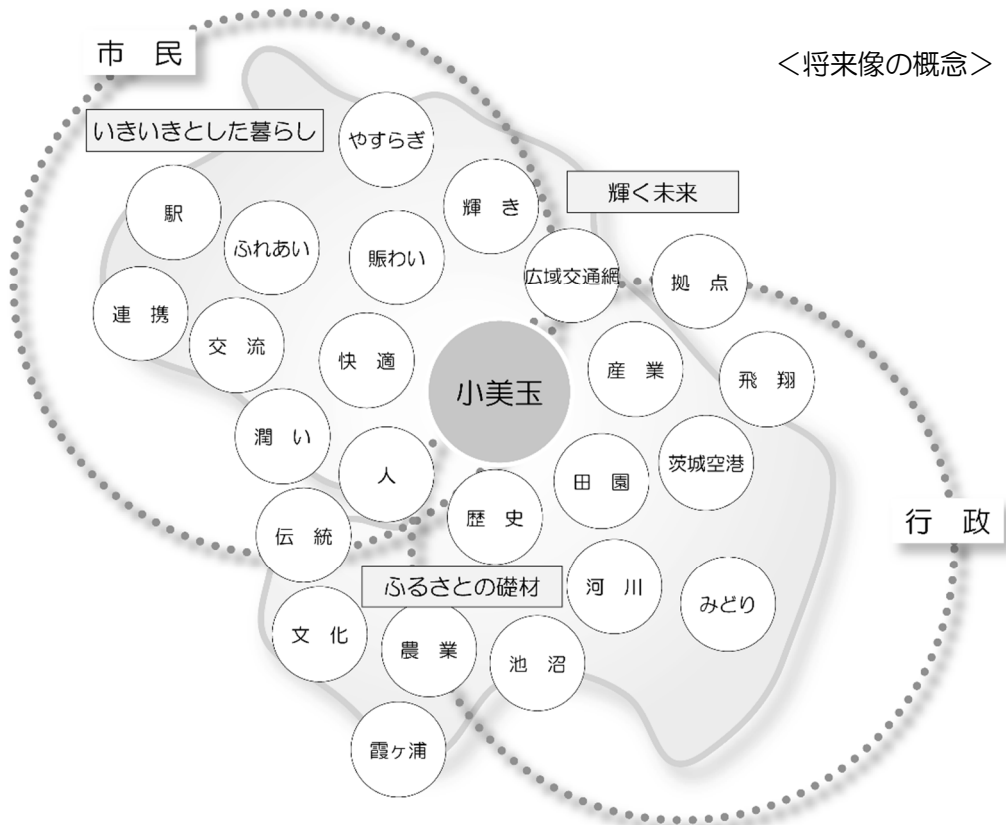 市 民
＜将来像の概念＞
いきいきとした暮らし
やすらぎ
輝く未来
駅
輝 き
ふれあい
賑わい
広域交通網
拠 点
連 携
交 流
快 適
小美玉
産 業
飛 翔
潤 い
人
田 園
茨城空港
伝 統
歴 史
行 政
ふるさとの礎材
河 川
みどり
文 化
農 業
池 沼
霞ヶ浦